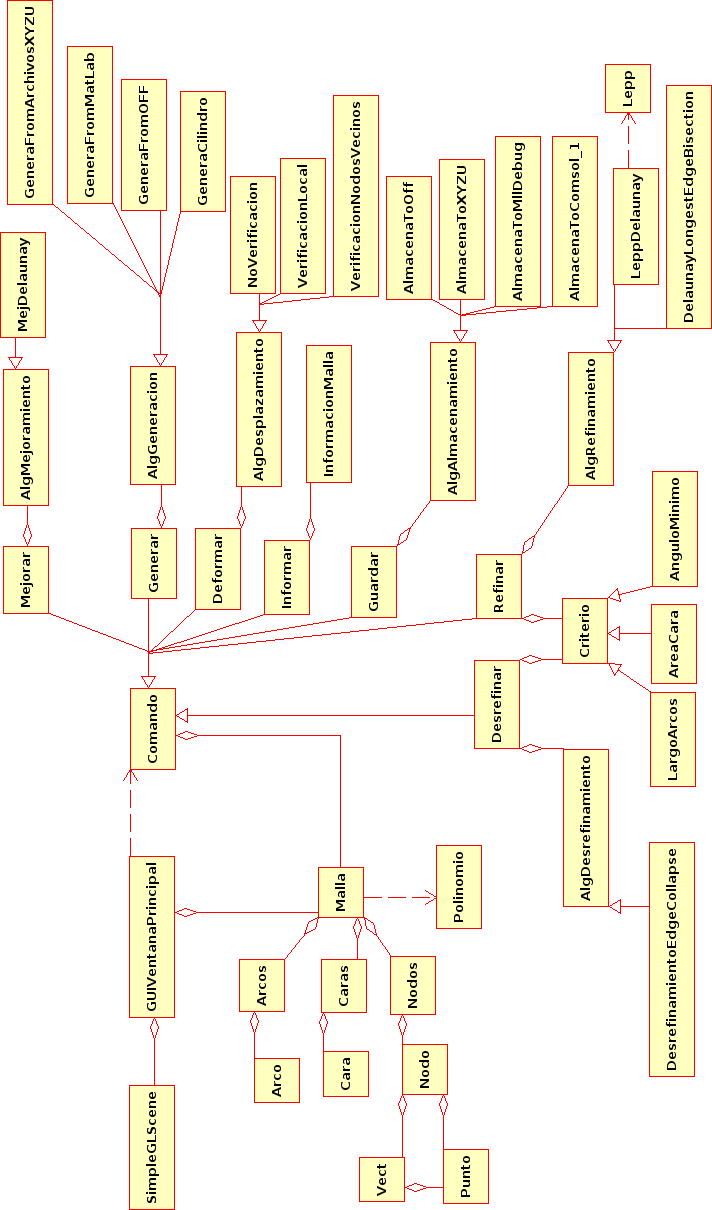 GeneraFromArchivosXYZU
GeneraFromMatLab
GeneraFromOFF
GeneraCilindro
MejDelaunay
NoVerificacion
VerificacionLocal
VerificacionNodosVecinos
AlmacenaToOff
AlmacenaToXYZU
AlmacenaToMllDebug
AlmacenaToComsol_1
Lepp
LeppDelaunay
DelaunayLongestEdgeBisection
AlgMejoramiento
AlgGeneracion
AlgDesplazamiento
InformacionMalla
AlgAlmacenamiento
AlgRefinamiento
Mejorar
Generar
Deformar
Informar
Guardar
Refinar
Criterio
AnguloMinimo
AreaCara
LargoArcos
Comando
Desrefinar
AlgDesrefinamiento
DesrefinamientoEdgeCollapse
GUIVentanaPrincipal
Malla
Polinomio
Arcos
Caras
Nodos
SimpleGLScene
Arco
Cara
Nodo
Vect
Punto